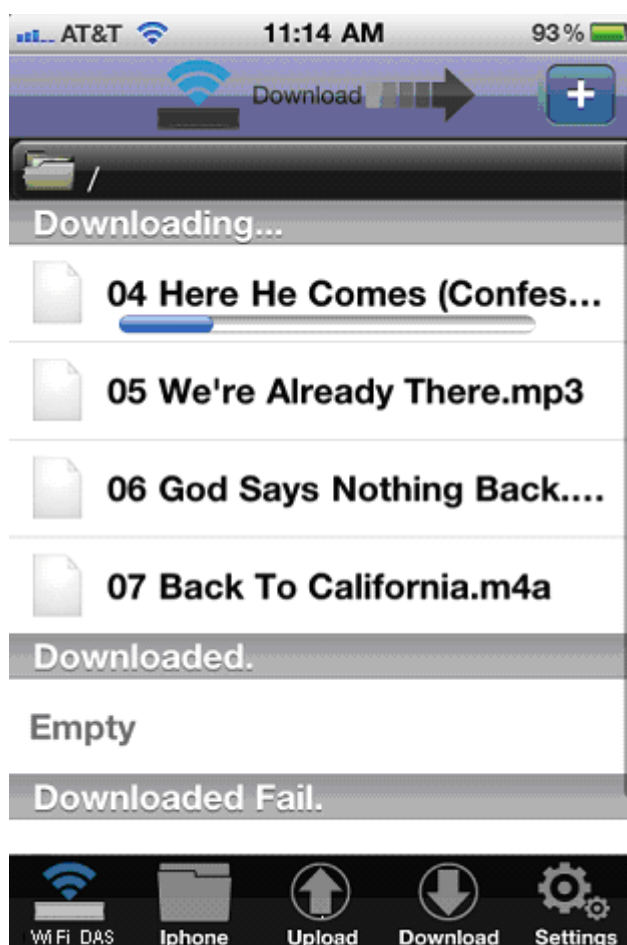 AT&T 11:14 AM 93%
Download
/
Downloading...
04 Here He Comes (Confes...
05 We're Already There.mp3
06 God Says Nothing Back....
07 Back To California.m4a
Downloaded.
Empty
Downloaded Fail.
WiFi DAS Iphone Upload Download Settings